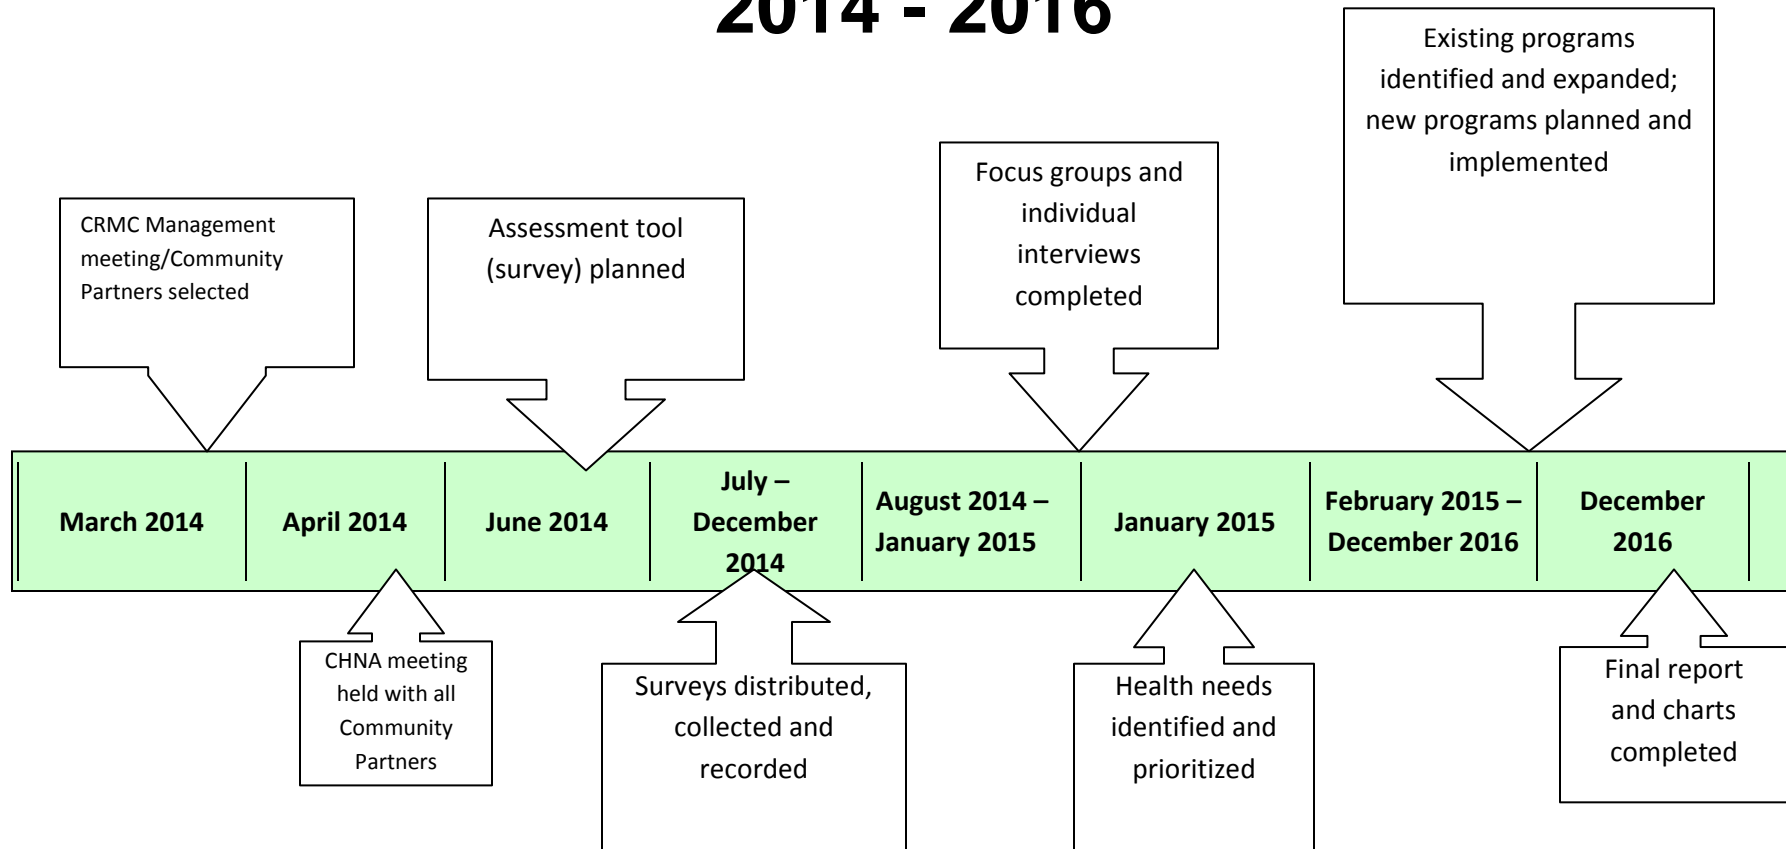 2014 - 2016
Existing programs
identified and expanded;
new programs planned and
implemented
Focus groups and
individual
interviews
completed
CRMC Management
meeting/Community
Partners selected
Assessment tool
(survey) planned
March 2014
April 2014
June 2014
July –
December
2014
August 2014 –
January 2015
January 2015
February 2015 –
December 2016
December
2016
CHNA meeting
held with all
Community
Partners
Surveys distributed,
collected and
recorded
Health needs
identified and
prioritized
Final report
and charts
completed